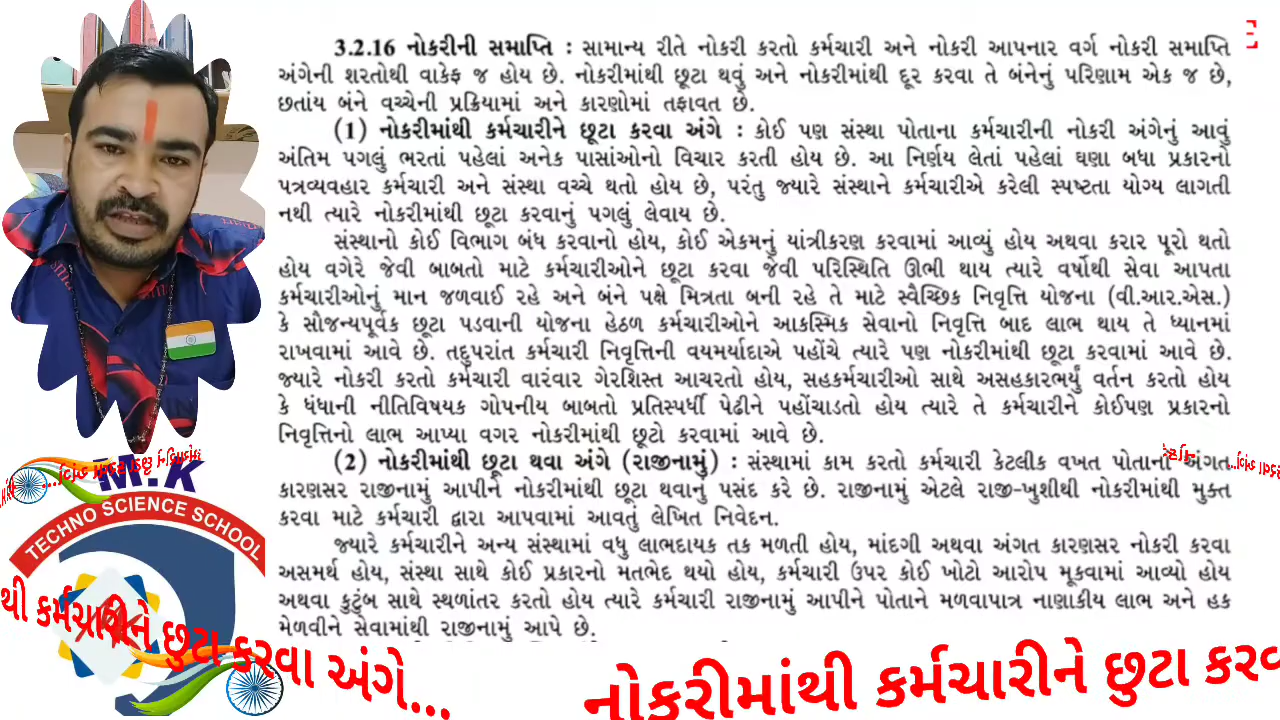 3.2.16 નોકરીની સમાપ્તિ : સામાન્ય રીતે નોકરી કરતો કર્મચારી અને નોકરી આપનાર વર્ગ નોકરી સમાપ્તિ
અંગેની શરતોથી વાકેફ જ હોય છે. નોકરીમાંથી છૂટા થવું અને નોકરીમાંથી દૂર કરવા તે બંનેનું પરિણામ એક જ છે,
છતાંય બંને વચ્ચેની પ્રક્રિયામાં અને કારણોમાં તફાવત છે.
(1) નોકરીમાંથી કર્મચારીને છૂટા કરવા અંગે : કોઈ પણ સંસ્થા પોતાના કર્મચારીની નોકરી અંગેનું આવું
અંતિમ પગલું ભરતાં પહેલાં અનેક પાસાંઓનો વિચાર કરતી હોય છે. આ નિર્ણય લેતાં પહેલાં ઘણા બધા પ્રકારનો
પત્રવ્યવહાર કર્મચારી અને સંસ્થા વચ્ચે થતો હોય છે, પરંતુ જ્યારે સંસ્થાને કર્મચારીએ કરેલી સ્પષ્ટતા યોગ્ય લાગતી
નથી ત્યારે નોકરીમાંથી છૂટા કરવાનું પગલું લેવાય છે.
સંસ્થાનો કોઈ વિભાગ બંધ કરવાનો હોય, કોઈ એકમનું યાંત્રીકરણ કરવામાં આવ્યું હોય અથવા કરાર પૂરો થતો
હોય વગેરે જેવી બાબતો માટે કર્મચારીઓને છૂટા કરવા જેવી પરિસ્થિતિ ઊભી થાય ત્યારે વર્ષોથી સેવા આપતા
કર્મચારીઓનું માન જળવાઈ રહે અને બંને પક્ષે મિત્રતા બની રહે તે માટે સ્વૈચ્છિક નિવૃત્તિ યોજના (વી.આર.એસ.)
કે સૌજન્યપૂર્વક છૂટા પડવાની યોજના હેઠળ કર્મચારીઓને આકસ્મિક સેવાનો નિવૃત્તિ બાદ લાભ થાય તે ધ્યાનમાં
રાખવામાં આવે છે. તદુપરાંત કર્મચારી નિવૃત્તિની વયમર્યાદાએ પહોંચે ત્યારે પણ નોકરીમાંથી છૂટા કરવામાં આવે છે.
જ્યારે નોકરી કરતો કર્મચારી વારંવાર ગેરશિસ્ત આચરતો હોય, સહકર્મચારીઓ સાથે અસહકારભર્યું વર્તન કરતો હોય
કે ધંધાની નીતિવિષયક ગોપનીય બાબતો પ્રતિસ્પર્ધી પેઢીને પહોંચાડતો હોય ત્યારે તે કર્મચારીને કોઈપણ પ્રકારનો
નિવૃત્તિનો લાભ આપ્યા વગર નોકરીમાંથી છૂટો કરવામાં આવે છે.
(2) નોકરીમાંથી છૂટા થવા અંગે (રાજીનામું) : સંસ્થામાં કામ કરતો કર્મચારી કેટલીક વખત પોતાના અંગત
કારણસર રાજીનામું આપીને નોકરીમાંથી છૂટા થવાનું પસંદ કરે છે. રાજીનામું એટલે રાજી-ખુશીથી નોકરીમાંથી મુક્ત
કરવા માટે કર્મચારી દ્વારા આપવામાં આવતું લેખિત નિવેદન.
જ્યારે કર્મચારીને અન્ય સંસ્થામાં વધુ લાભદાયક તક મળતી હોય, માંદગી અથવા અંગત કારણસર નોકરી કરવા
અસમર્થ હોય, સંસ્થા સાથે કોઈ પ્રકારનો મતભેદ થયો હોય, કર્મચારી ઉપર કોઈ ખોટો આરોપ મૂકવામાં આવ્યો હોય
અથવા કુટુંબ સાથે સ્થળાંતર કરતો હોય ત્યારે કર્મચારી રાજીનામું આપીને પોતાને મળવાપાત્ર નાણાકીય લાભ અને હક
મેળવીને સેવામાંથી રાજીનામું આપે છે.
M.K
TECHNO SCIENCE SCHOOL
થી કર્મચારીને છુટા કરવા અંગે...
નોકરીમાંથી કર્મચારીને છુટા કરવ